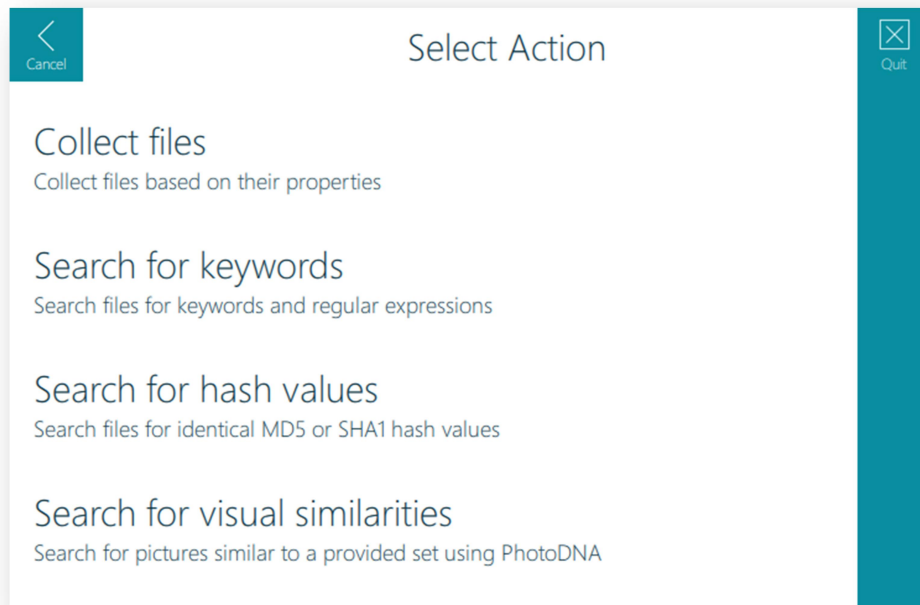 Cancel
Select Action
Quit
Collect files
Collect files based on their properties
Search for keywords
Search files for keywords and regular expressions
Search for hash values
Search files for identical MD5 or SHA1 hash values
Search for visual similarities
Search for pictures similar to a provided set using PhotoDNA